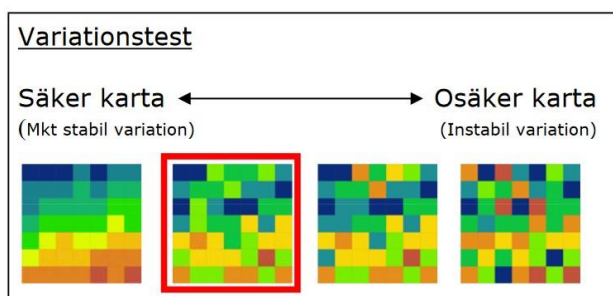 Variationstest
Säker karta
Osäker karta
(Mkt stabil variation)
(Instabil variation)